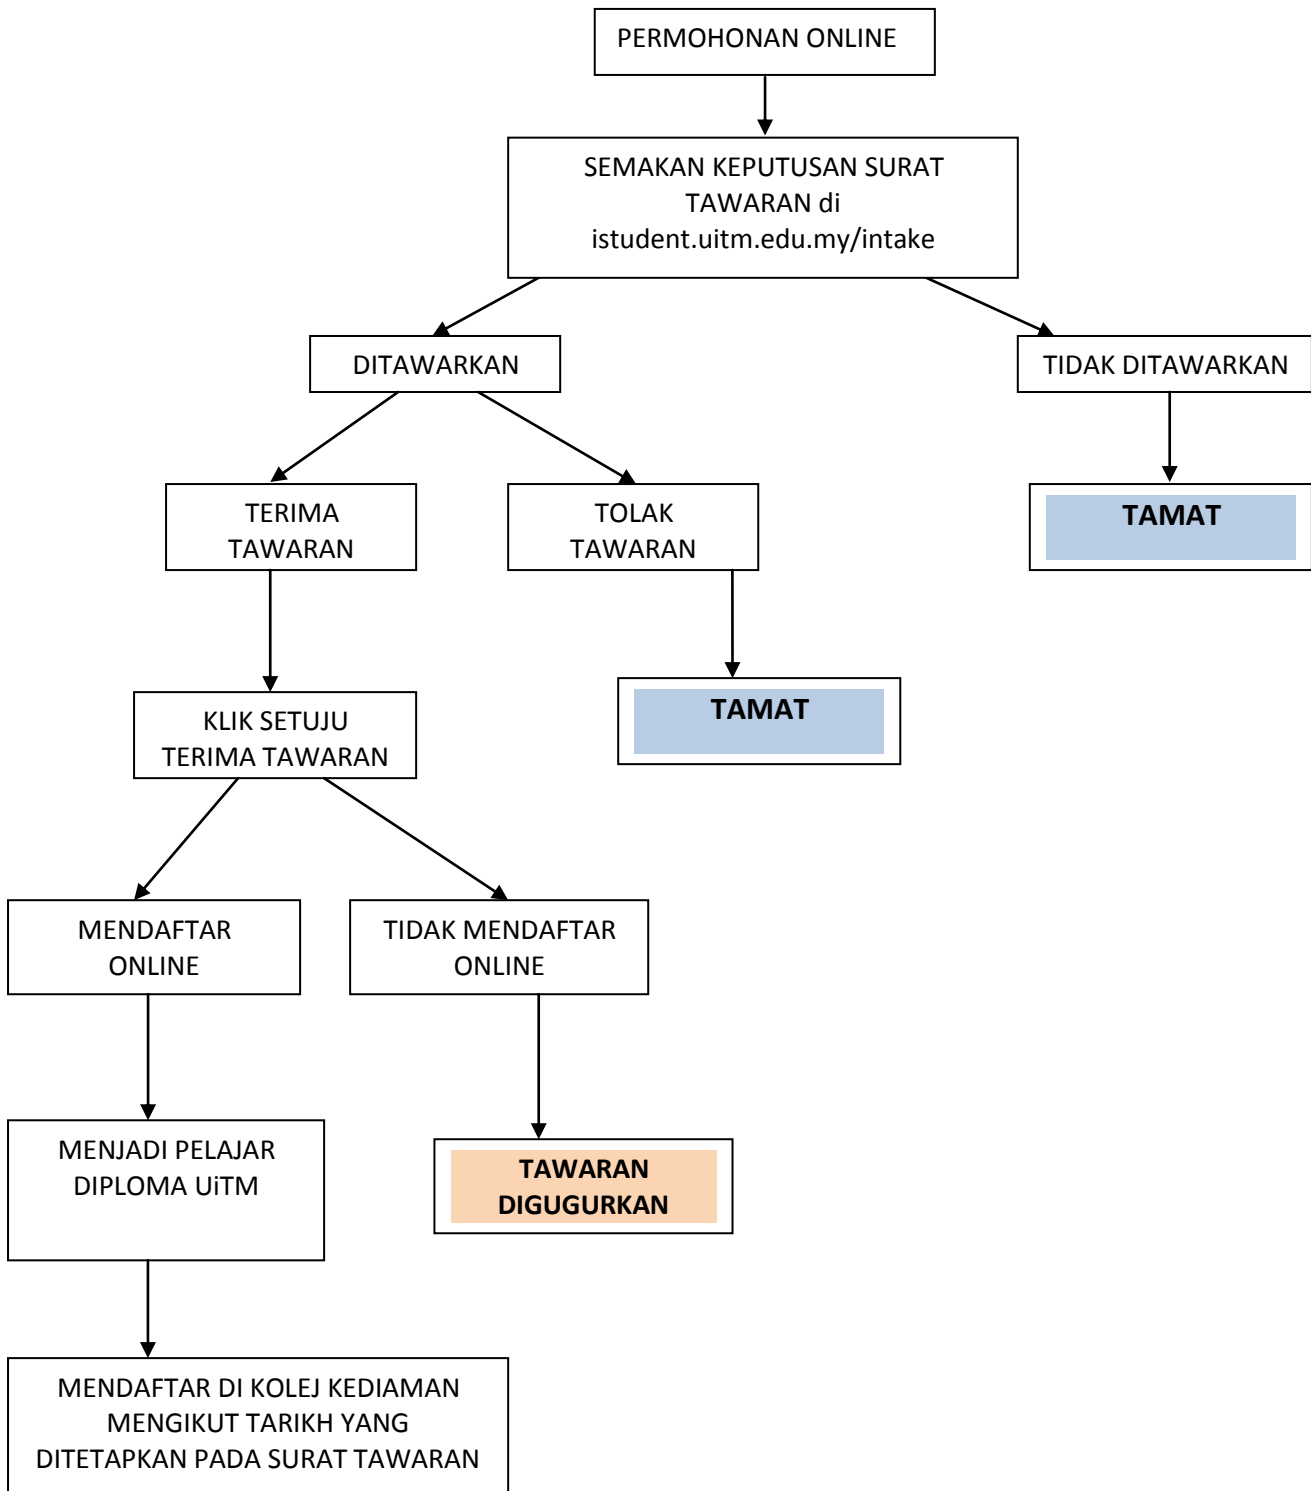 PERMOHONAN ONLINE
SEMAKAN KEPUTUSAN SURAT
TAWARAN di
istudent.uitm.edu.my/intake
DITAWARKAN
TIDAK DITAWARKAN
TERIMA
TAWARAN
TOLAK
TAWARAN
TAMAT
KLIK SETUJU
TERIMA TAWARAN
TAMAT
MENDAFTAR
ONLINE
TIDAK MENDAFTAR
ONLINE
MENJADI PELAJAR
DIPLOMA UiTM
TAWARAN
DIGUGURKAN
MENDAFTAR DI KOLEJ KEDIAMAN
MENGIKUT TARIKH YANG
DITETAPKAN PADA SURAT TAWARAN